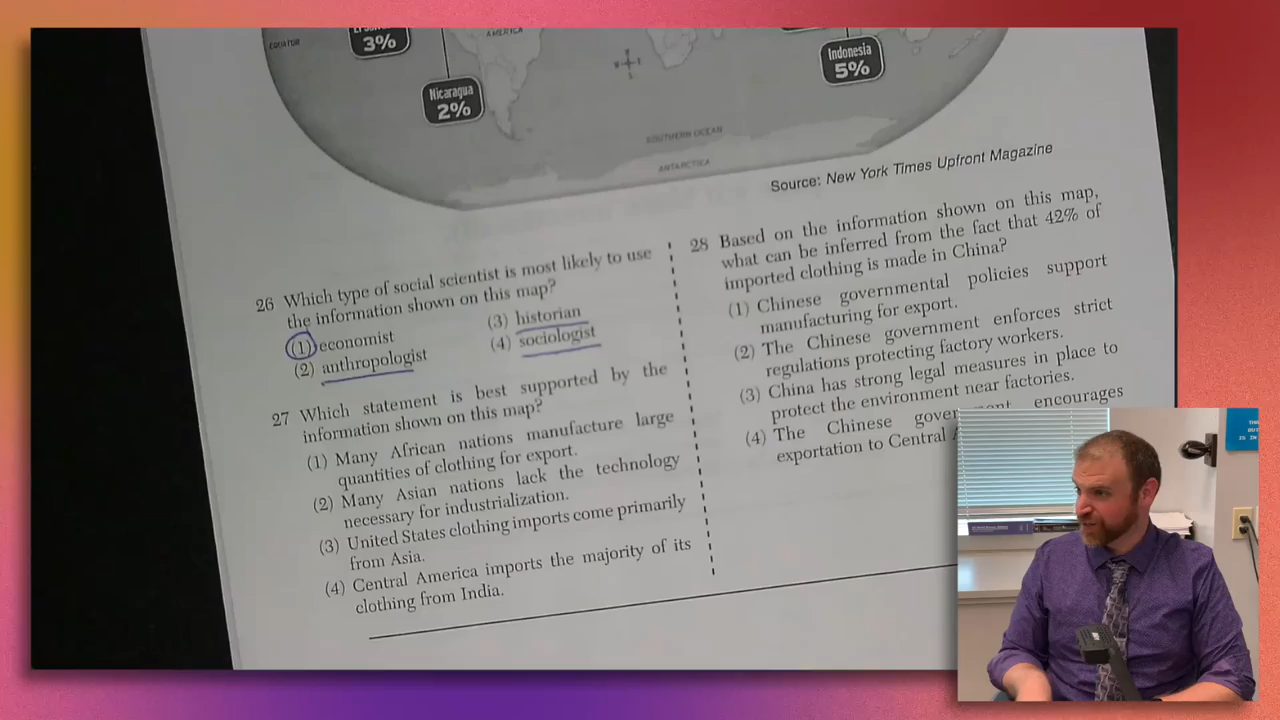 EQUATOR
3%
AMERICA
Nicaragua
2%
Indonesia
5%
SOUTHERN OCEAN
ANTARCTICA
Source: New York Times Upfront Magazine
26 Which type of social scientist is most likely to use
the information shown on this map?
(1) economist
(2) anthropologist
(3) historian
(4) sociologist
27 Which statement is best supported by the
information shown on this map?
(1) Many African nations manufacture large
quantities of clothing for export.
(2) Many Asian nations lack the technology
necessary for industrialization.
(3) United States clothing imports come primarily
from Asia.
(4) Central America imports the majority of its
clothing from India.
28 Based on the information shown on this map,
what can be inferred from the fact that 42% of
imported clothing is made in China?
(1) Chinese governmental policies support
manufacturing for export.
(2) The Chinese government enforces strict
regulations protecting factory workers.
(3) China has strong legal measures in place to
protect the environment near factories.
(4) The Chinese encourages
exportation to Central